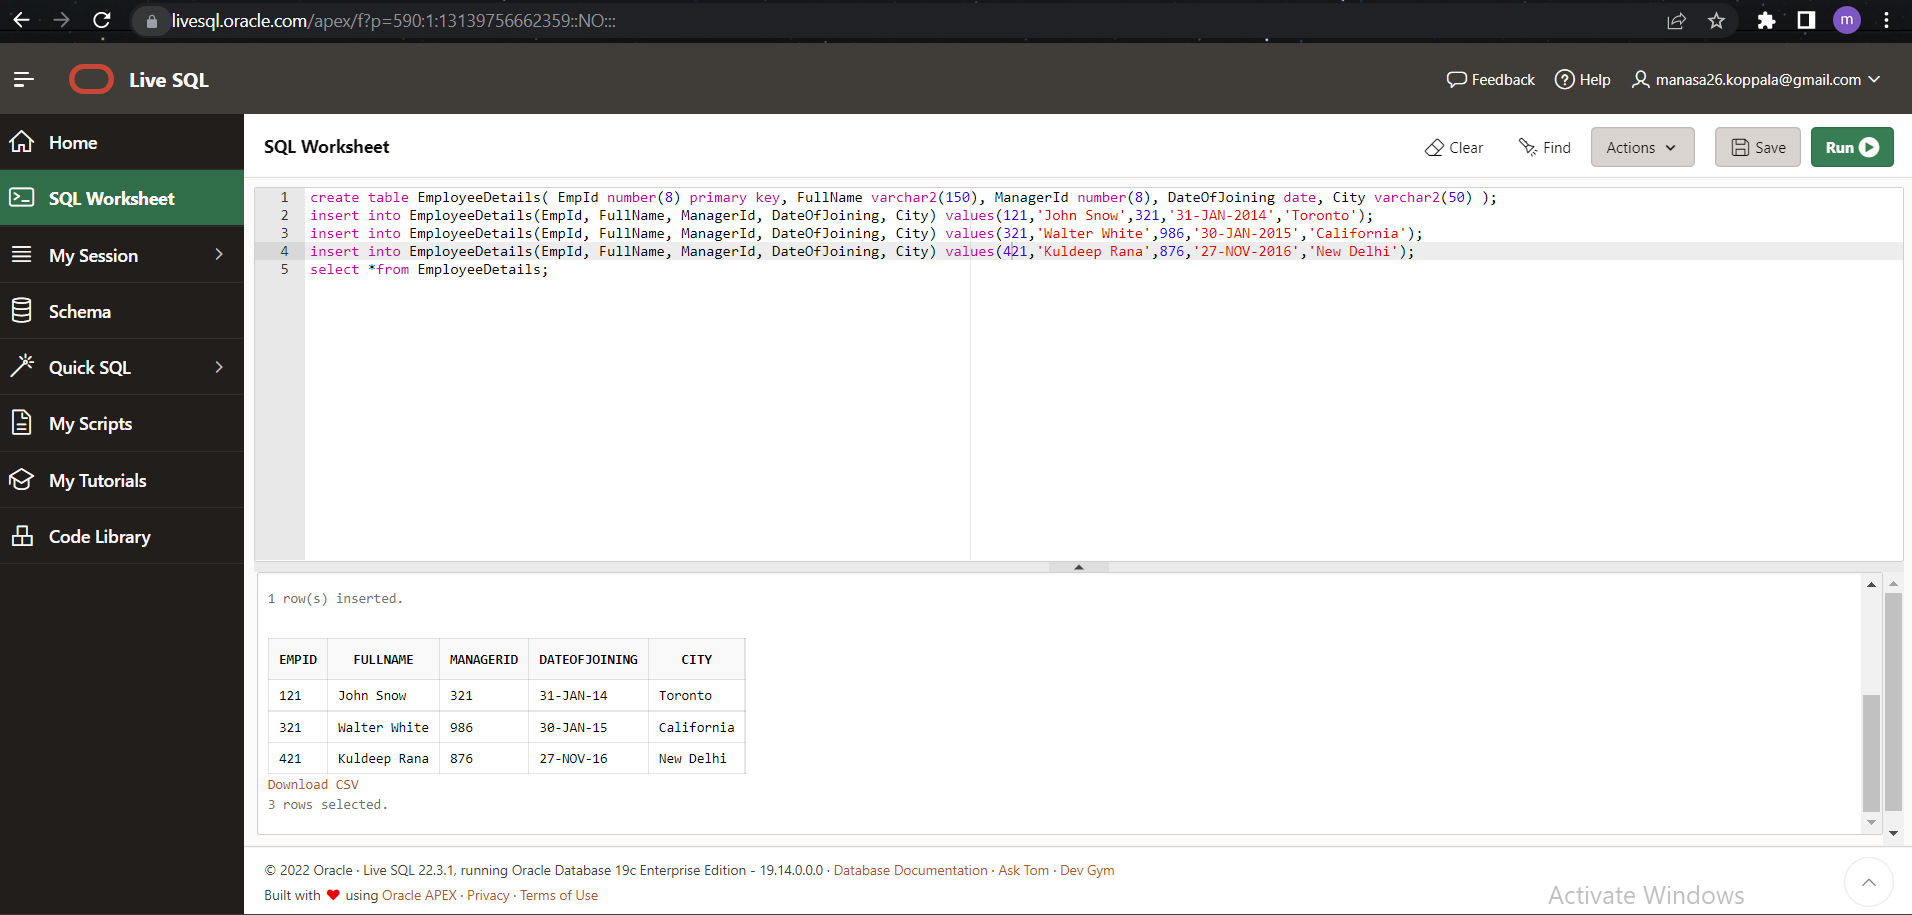 livesql.oracle.com/apex/f?p=590:1:13139756662359::NO:::
m
Live SQL
Feedback
Help
manasa26.koppala@gmail.com
Home
SQL Worksheet
My Session
Schema
Quick SQL
My Scripts
My Tutorials
Code Library
SQL Worksheet
Clear
Find
Actions
Save
Run
1 create table EmployeeDetails( EmpId number(8) primary key, FullName varchar2(150), ManagerId number(8), DateOfJoining date, City varchar2(50) );
2 insert into EmployeeDetails(EmpId, FullName, ManagerId, DateOfJoining, City) values(121,'John Snow',321,'31-JAN-2014','Toronto');
3 insert into EmployeeDetails(EmpId, FullName, ManagerId, DateOfJoining, City) values(321,'Walter White',986,'30-JAN-2015','California');
4 insert into EmployeeDetails(EmpId, FullName, ManagerId, DateOfJoining, City) values(421,'Kuldeep Rana',876,'27-NOV-2016','New Delhi');
5 select *from EmployeeDetails;
1 row(s) inserted.
EMPID FULLNAME MANAGERID DATEOFJOINING CITY
121 John Snow 321 31-JAN-14 Toronto
321 Walter White 986 30-JAN-15 California
421 Kuldeep Rana 876 27-NOV-16 New Delhi
Download CSV
3 rows selected.
© 2022 Oracle · Live SQL 22.3.1, running Oracle Database 19c Enterprise Edition - 19.14.0.0.0 · Database Documentation · Ask Tom · Dev Gym
Built with ❤ using Oracle APEX · Privacy · Terms of Use
Activate Windows